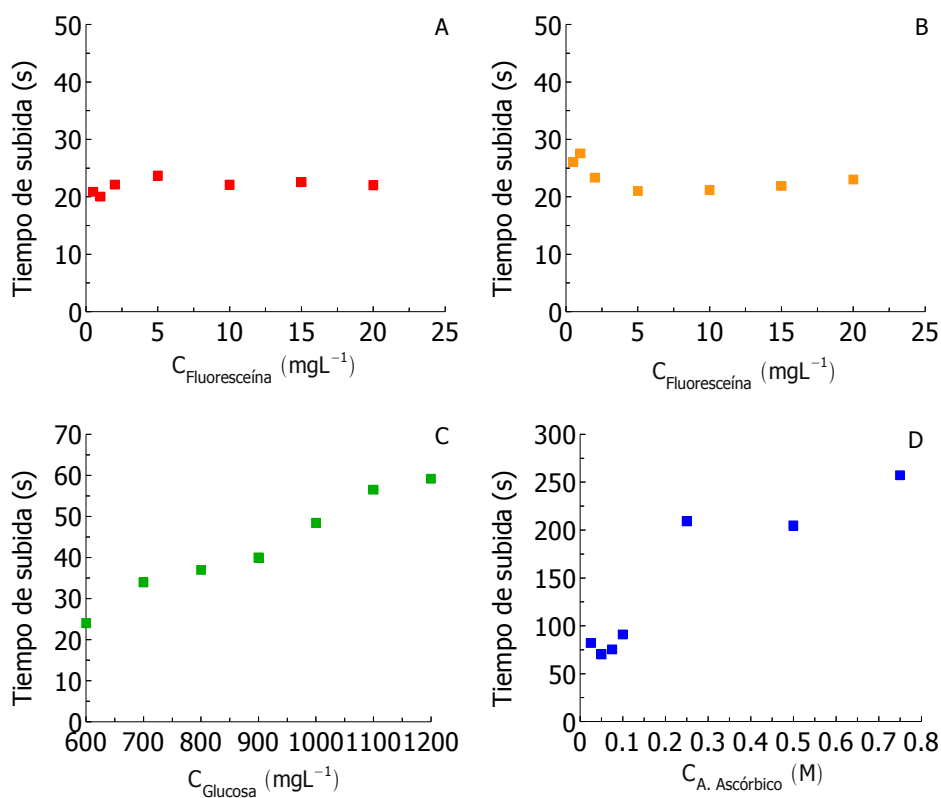 A
Tiempo de subida (s)
50
40
30
20
10
0
0 5 10 15 20 25
C_Fluoresceína (mgL⁻¹)
B
Tiempo de subida (s)
50
40
30
20
10
0
0 5 10 15 20 25
C_Fluoresceína (mgL⁻¹)
C
Tiempo de subida (s)
70
60
50
40
30
20
10
0
600 700 800 900 1000 1100 1200
C_Glucosa (mgL⁻¹)
D
Tiempo de subida (s)
300
250
200
150
100
50
0
0 0.1 0.2 0.3 0.4 0.5 0.6 0.7 0.8
C_A. Ascórbico (M)